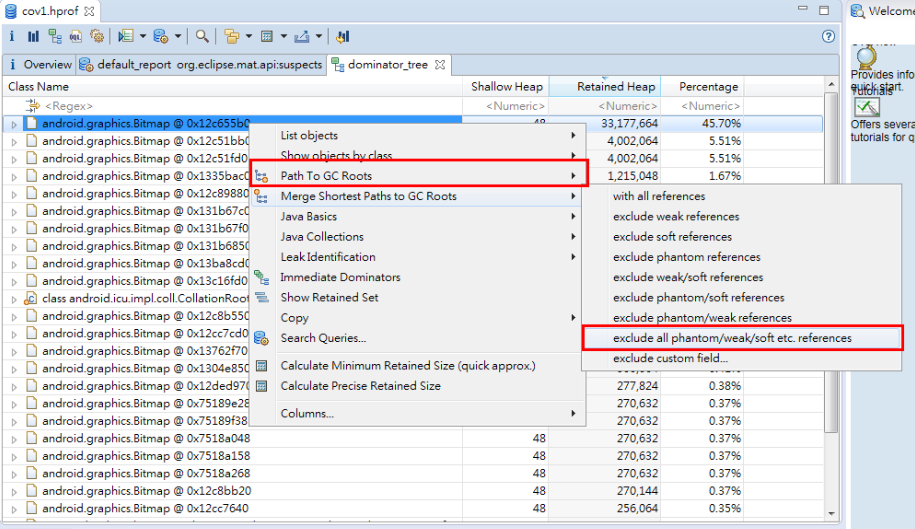 cov1.hprof
Welcome
i Overview default_report org.eclipse.mat.api:suspects dominator_tree
Class Name Shallow Heap Retained Heap Percentage
<Regex> <Numeric> <Numeric> <Numeric>
android.graphics.Bitmap @ 0x12c655b0 48 33,177,664 45.70%
android.graphics.Bitmap @ 0x12c51bb0 4,002,064 5.51%
android.graphics.Bitmap @ 0x12c51fd0 4,002,064 5.51%
android.graphics.Bitmap @ 0x1335bac0 1,215,048 1.67%
android.graphics.Bitmap @ 0x12c89880
android.graphics.Bitmap @ 0x131b67c0
android.graphics.Bitmap @ 0x131b67f0
android.graphics.Bitmap @ 0x131b6850
android.graphics.Bitmap @ 0x13ba8cd0
android.graphics.Bitmap @ 0x13c16fd0
class android.icu.impl.coll.CollationRoot
android.graphics.Bitmap @ 0x12c8b550
android.graphics.Bitmap @ 0x12cc7cd0
android.graphics.Bitmap @ 0x13762f70
android.graphics.Bitmap @ 0x1304e850
android.graphics.Bitmap @ 0x12ded970 277,824 0.38%
android.graphics.Bitmap @ 0x75189e28 270,632 0.37%
android.graphics.Bitmap @ 0x75189f38 270,632 0.37%
android.graphics.Bitmap @ 0x7518a048 48 270,632 0.37%
android.graphics.Bitmap @ 0x7518a158 48 270,632 0.37%
android.graphics.Bitmap @ 0x7518a268 48 270,632 0.37%
android.graphics.Bitmap @ 0x12c8bb20 48 270,144 0.37%
android.graphics.Bitmap @ 0x12cc7640 48 256,064 0.35%
List objects
Show objects by class
Path To GC Roots
Merge Shortest Paths to GC Roots
Java Basics
Java Collections
Leak Identification
Immediate Dominators
Show Retained Set
Copy
Search Queries...
Calculate Minimum Retained Size (quick approx.)
Calculate Precise Retained Size
Columns...
with all references
exclude weak references
exclude soft references
exclude phantom references
exclude weak/soft references
exclude phantom/soft references
exclude phantom/weak references
exclude all phantom/weak/soft etc. references
exclude custom field...
Provides info
quick start.
Tutorials
Offers severa
tutorials for q